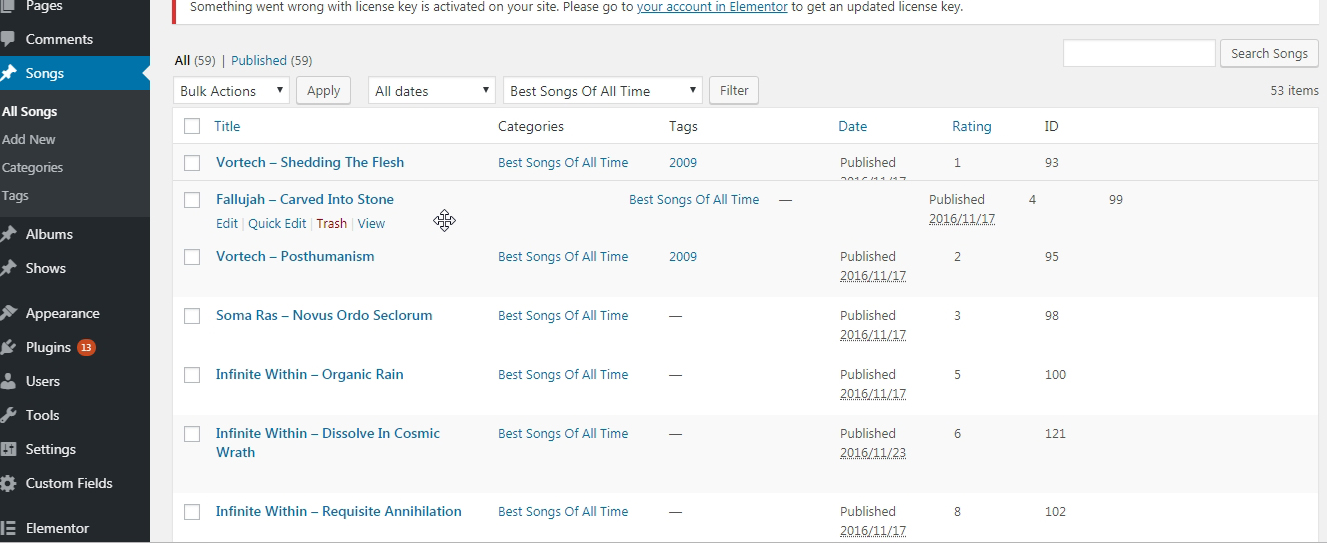 Pages
Comments
Songs
All Songs
Add New
Categories
Tags
Albums
Shows
Appearance
Plugins 13
Users
Tools
Settings
Custom Fields
Elementor
Something went wrong with license key is activated on your site. Please go to your account in Elementor to get an updated license key.
All (59) | Published (59)
Search Songs
Bulk Actions Apply All dates Best Songs Of All Time Filter
53 items
Title Categories Tags Date Rating ID
Vortech – Shedding The Flesh Best Songs Of All Time 2009 Published 1 93
2016/11/17
Fallujah – Carved Into Stone Best Songs Of All Time — Published 4 99
Edit | Quick Edit | Trash | View 2016/11/17
Vortech – Posthumanism Best Songs Of All Time 2009 Published 2 95
2016/11/17
Soma Ras – Novus Ordo Seclorum Best Songs Of All Time — Published 3 98
2016/11/17
Infinite Within – Organic Rain Best Songs Of All Time — Published 5 100
2016/11/17
Infinite Within – Dissolve In Cosmic Best Songs Of All Time — Published 6 121
Wrath 2016/11/23
Infinite Within – Requisite Annihilation Best Songs Of All Time — Published 8 102
2016/11/17